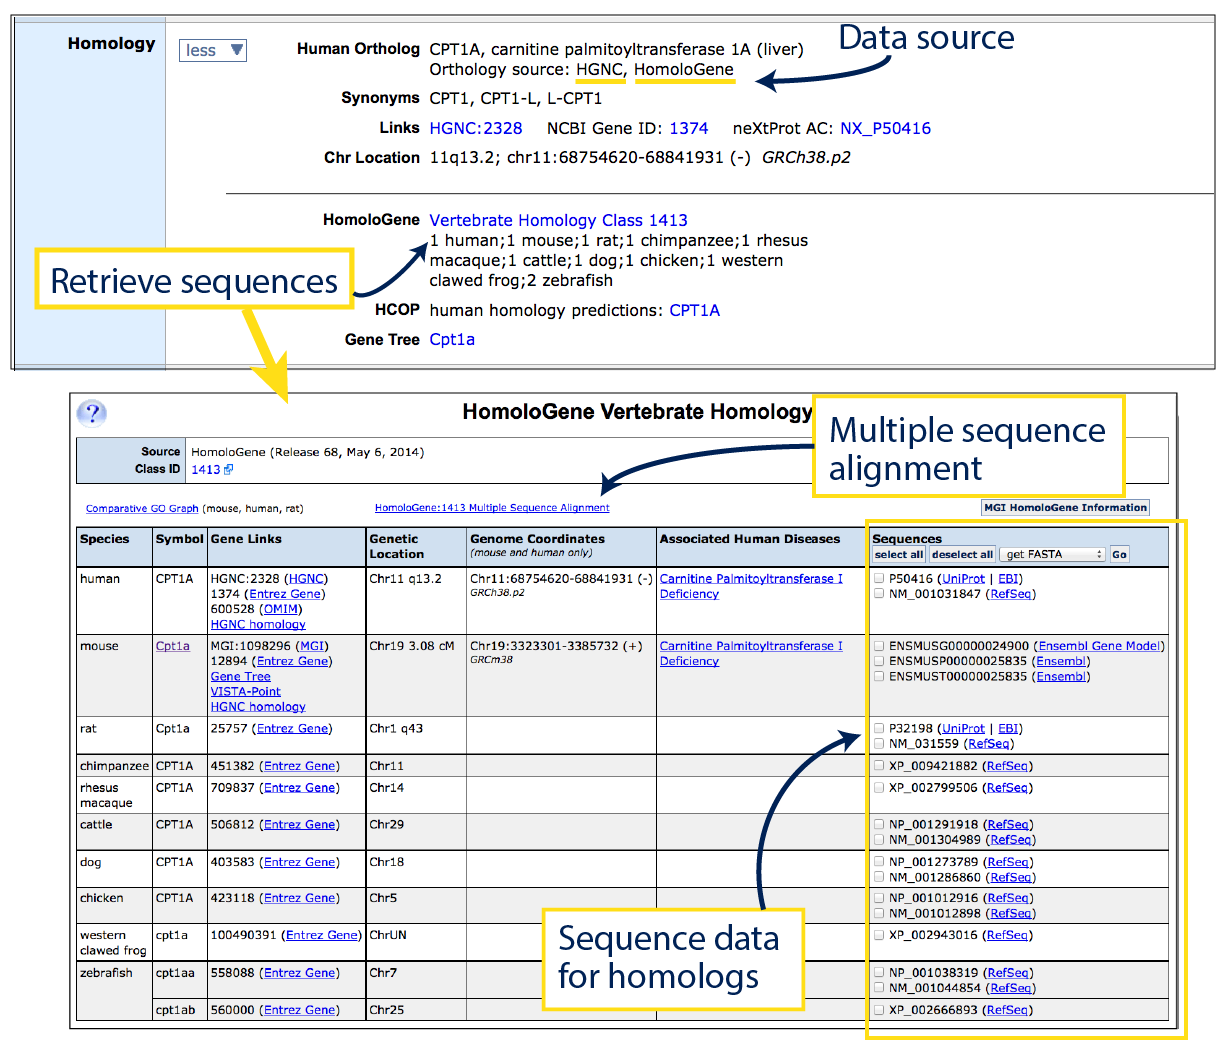 Homology
less
Human Ortholog CPT1A, carnitine palmitoyltransferase 1A (liver)
Data source
Orthology source: HGNC, HomoloGene
Synonyms CPT1, CPT1-L, L-CPT1
Links HGNC:2328 NCBI Gene ID: 1374 neXtProt AC: NX_P50416
Chr Location 11q13.2; chr11:68754620-68841931 (-) GRCh38.p2
HomoloGene Vertebrate Homology Class 1413
1 human;1 mouse;1 rat;1 chimpanzee;1 rhesus
macaque;1 cattle;1 dog;1 chicken;1 western
clawed frog;2 zebrafish
Retrieve sequences
HCOP human homology predictions: CPT1A
Gene Tree Cpt1a
?
HomoloGene Vertebrate Homology
Multiple sequence
alignment
Source HomoloGene (Release 68, May 6, 2014)
Class ID 1413
Comparative GO Graph (mouse, human, rat) HomoloGene:1413 Multiple Sequence Alignment MGI HomoloGene Information
Species Symbol Gene Links Genetic Location Genome Coordinates (mouse and human only) Associated Human Diseases Sequences
select all deselect all get FASTA Go
human CPT1A HGNC:2328 (HGNC) Chr11 q13.2 Chr11:68754620-68841931 (-) Carnitine Palmitoyltransferase I P50416 (UniProt | EBI)
1374 (Entrez Gene) GRCh38.p2 Deficiency NM_001031847 (RefSeq)
600528 (OMIM)
HGNC homology
mouse Cpt1a MGI:1098296 (MGI) Chr19 3.08 cM Chr19:3323301-3385732 (+) Carnitine Palmitoyltransferase I ENSMUSG00000024900 (Ensembl Gene Model)
12894 (Entrez Gene) GRCm38 Deficiency ENSMUSP00000025835 (Ensembl)
Gene Tree ENSMUST00000025835 (Ensembl)
VISTA-Point
HGNC homology
rat Cpt1a 25757 (Entrez Gene) Chr1 q43 P32198 (UniProt | EBI)
NM_031559 (RefSeq)
chimpanzee CPT1A 451382 (Entrez Gene) Chr11 XP_009421882 (RefSeq)
rhesus CPT1A 709837 (Entrez Gene) Chr14 XP_002799506 (RefSeq)
macaque
cattle CPT1A 506812 (Entrez Gene) Chr29 NP_001291918 (RefSeq)
NM_001304989 (RefSeq)
dog CPT1A 403583 (Entrez Gene) Chr18 NP_001273789 (RefSeq)
NM_001286860 (RefSeq)
chicken CPT1A 423118 (Entrez Gene) Chr5 NP_001012916 (RefSeq)
NM_001012898 (RefSeq)
western cpt1a 100490391 (Entrez Gene) ChrUN XP_002943016 (RefSeq)
clawed frog
Sequence data
for homologs
zebrafish cpt1aa 558088 (Entrez Gene) Chr7 NP_001038319 (RefSeq)
NM_001044854 (RefSeq)
cpt1ab 560000 (Entrez Gene) Chr25 XP_002666893 (RefSeq)